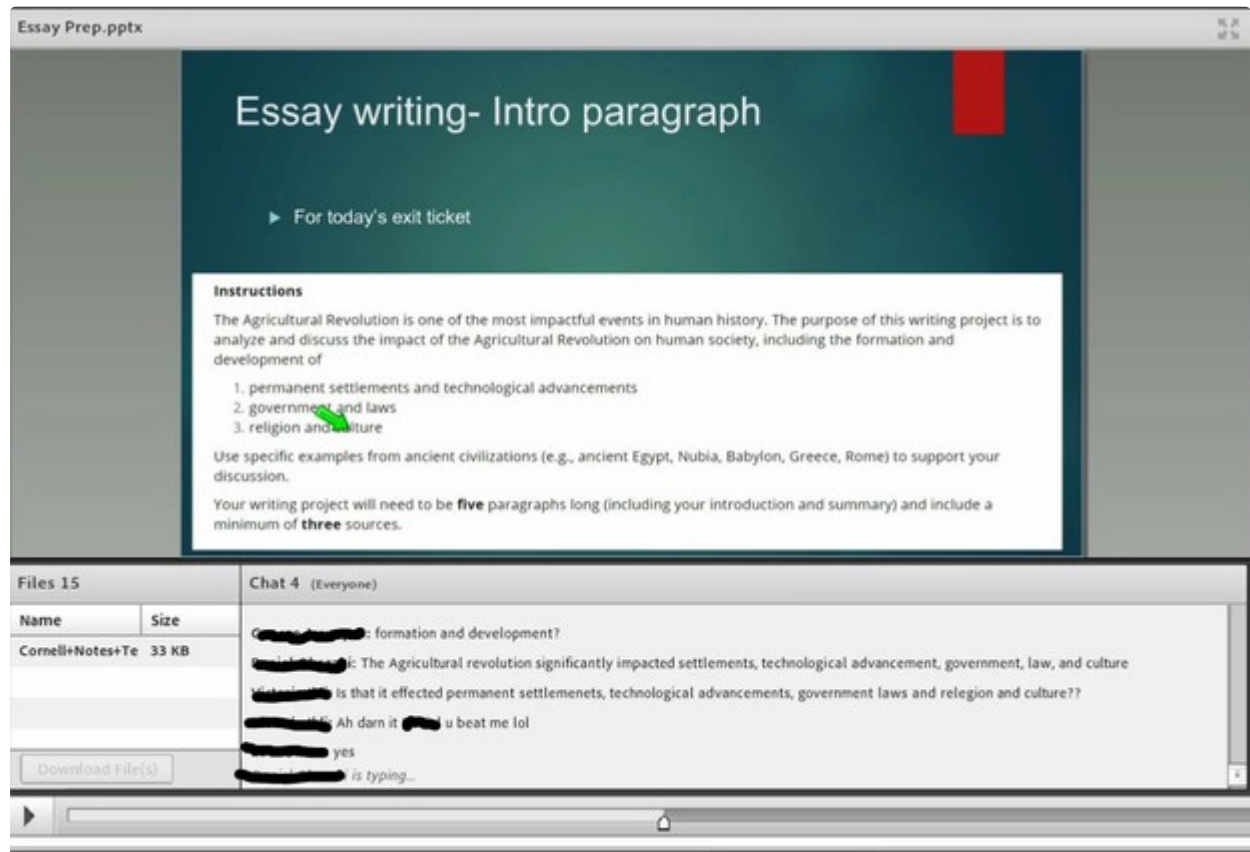 Essay Prep.pptx
Essay writing- Intro paragraph
For today's exit ticket
Instructions
The Agricultural Revolution is one of the most impactful events in human history. The purpose of this writing project is to
analyze and discuss the impact of the Agricultural Revolution on human society, including the formation and
development of
1. permanent settlements and technological advancements
2. government and laws
3. religion and culture
Use specific examples from ancient civilizations (e.g., ancient Egypt, Nubia, Babylon, Greece, Rome) to support your
discussion.
Your writing project will need to be five paragraphs long (including your introduction and summary) and include a
minimum of three sources.
Files 15
Name Size
Cornell+Notes+Te 33 KB
Download File(s)
Chat 4 (Everyone)
: formation and development?
: The Agricultural revolution significantly impacted settlements, technological advancement, government, law, and culture
Is that it effected permanent settlemenets, technological advancements, government laws and relegion and culture??
Ah darn it u beat me lol
yes
is typing...